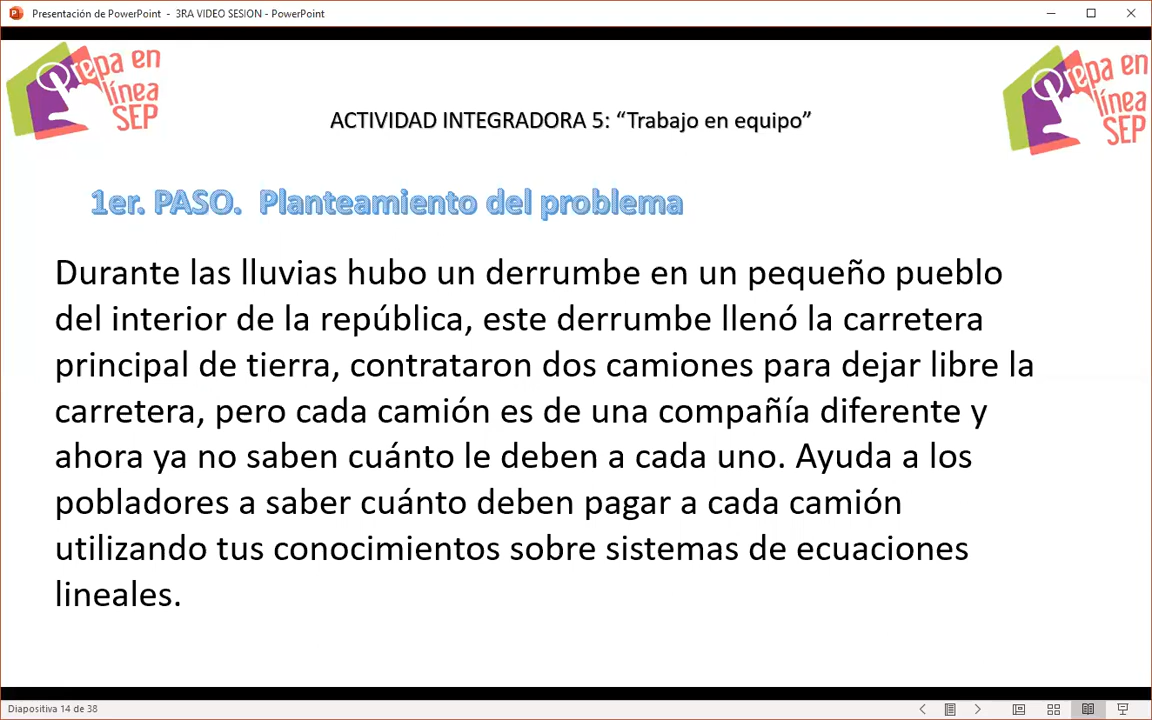 Presentación de PowerPoint - 3RA VIDEO SESION - PowerPoint
Prepa en
línea
SEP
Prepa en
línea
SEP
ACTIVIDAD INTEGRADORA 5: “Trabajo en equipo”
1er. PASO. Planteamiento del problema
Durante las lluvias hubo un derrumbe en un pequeño pueblo
del interior de la república, este derrumbe llenó la carretera
principal de tierra, contrataron dos camiones para dejar libre la
carretera, pero cada camión es de una compañía diferente y
ahora ya no saben cuánto le deben a cada uno. Ayuda a los
pobladores a saber cuánto deben pagar a cada camión
utilizando tus conocimientos sobre sistemas de ecuaciones
lineales.
Diapositiva 14 de 38